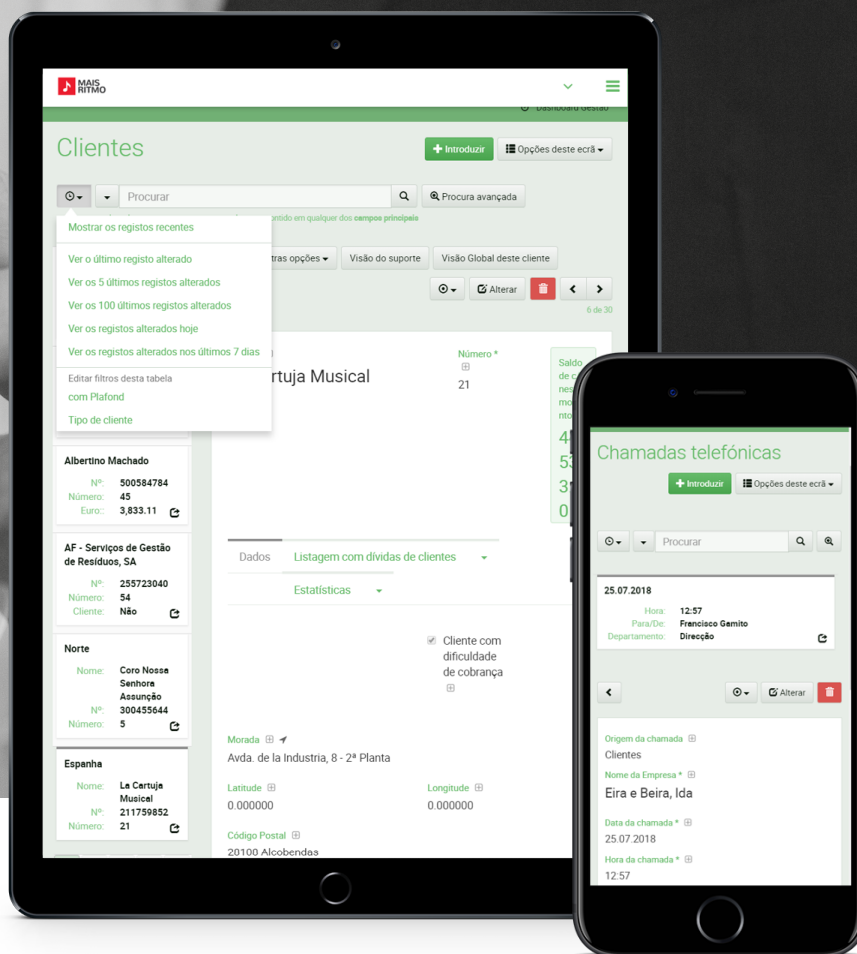 MAIS
RITMO
Dashboard Gestão
Clientes
Introduzir
Opções deste ecrã
Procurar
Procura avançada
contido em qualquer dos campos principais
Mostrar os registos recentes
Ver o último registo alterado
Ver os 5 últimos registos alterados
Ver os 100 últimos registos alterados
Ver os registos alterados hoje
Ver os registos alterados nos últimos 7 dias
Editar filtros desta tabela
com Plafond
Tipo de cliente
opções
Visão do suporte
Visão Global deste cliente
Alterar
6 de 30
Musical
Número *
21
Saldo
de
Albertino Machado
Nº: 500584784
Número: 45
Euro:: 3,833.11
AF - Serviços de Gestão
de Resíduos, SA
Nº: 255723040
Número: 54
Cliente: Não
Norte
Nome: Coro Nossa
Senhora
Assunção
Nº: 300455644
Número: 5
Espanha
Nome: La Cartuja
Musical
Nº: 211759852
Número: 21
Dados
Listagem com dívidas de clientes
Estatísticas
Cliente com
dificuldade
de cobrança
Morada
Avda. de la Industria, 8 - 2ª Planta
Latitude
0.000000
Longitude
0.000000
Código Postal
20100 Alcobendas
Chamadas telefónicas
Introduzir
Opções deste ecrã
Procurar
25.07.2018
Hora: 12:57
Para/De: Francisco Gamito
Departamento: Direcção
Alterar
Origem da chamada
Clientes
Nome da Empresa *
Eira e Beira, lda
Data da chamada *
25.07.2018
Hora da chamada *
12:57